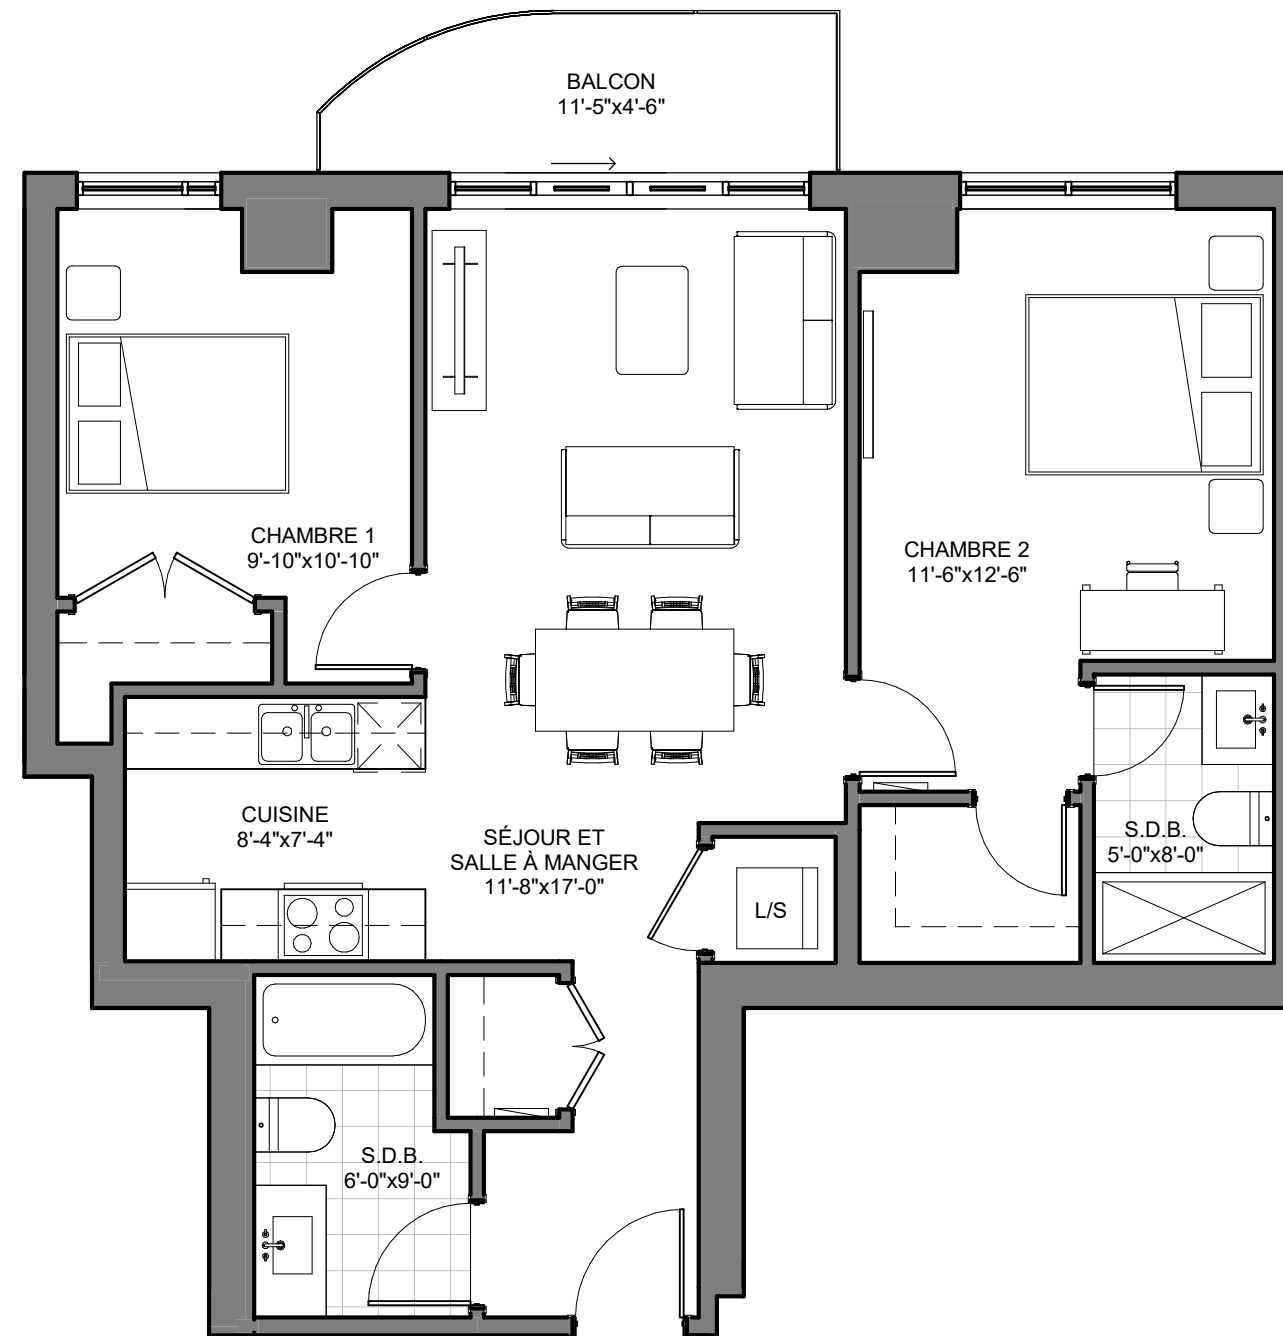 BALCON
11'-5"x4'-6"
CHAMBRE 1
9'-10"x10'-10"
CHAMBRE 2
11'-6"x12'-6"
CUISINE
8'-4"x7'-4"
SÉJOUR ET
SALLE À MANGER
11'-8"x17'-0"
S.D.B.
5'-0"x8'-0"
L/S
S.D.B.
6'-0"x9'-0"